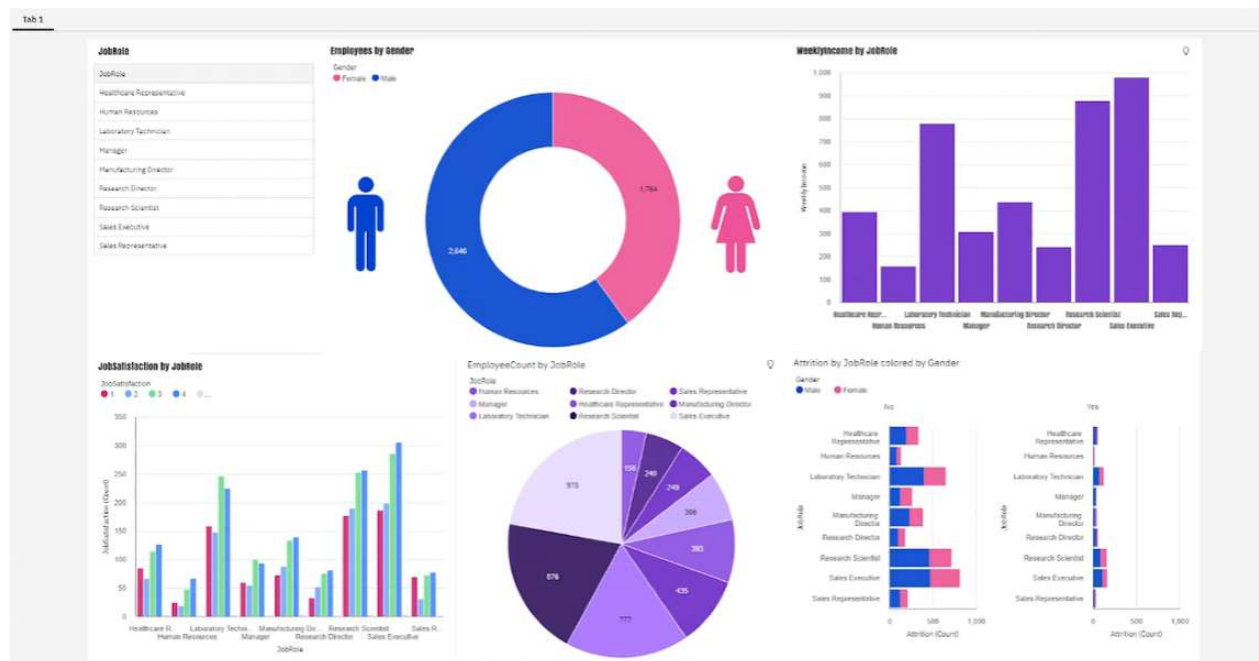 Tab 1
JobRole
JobRole
Healthcare Representative
Human Resources
Laboratory Technician
Manager
Manufacturing Director
Research Director
Research Scientist
Sales Executive
Sales Representative
Employees by Gender
Gender
Female Male
2,646
WeeklyIncome by JobRole
Weekly Income
1,000
900
800
700
600
500
400
300
200
100
0
Healthcare Repr... Laboratory Technician Manufacturing Director Research Scientist Sales Rep...
Human Resources Manager Research Director Sales Executive
JobSatisfaction by JobRole
JobSatisfaction
1 2 3 4 ...
JobSatisfaction (Count)
350
300
250
200
150
100
50
0
Healthcare R... Laboratory Techni... Manufacturing Dir... Research Scientist Sales R...
Human Resources Manager Research Director Sales Executive
JobRole
EmployeeCount by JobRole
JobRole
Human Resources Research Director Sales Representative
Manager Healthcare Representative Manufacturing Director
Laboratory Technician Research Scientist Sales Executive
158
240
249
306
393
435
777
876
978
Attrition by JobRole colored by Gender
Gender
Male Female
No
JobRole
Healthcare
Representative
Human Resources
Laboratory Technician
Manager
Manufacturing
Director
Research Director
Research Scientist
Sales Executive
Sales Representative
0 500 1,000
Attrition (Count)
Yes
JobRole
Healthcare
Representative
Human Resources
Laboratory Technician
Manager
Manufacturing
Director
Research Director
Research Scientist
Sales Executive
Sales Representative
0 500 1,000
Attrition (Count)